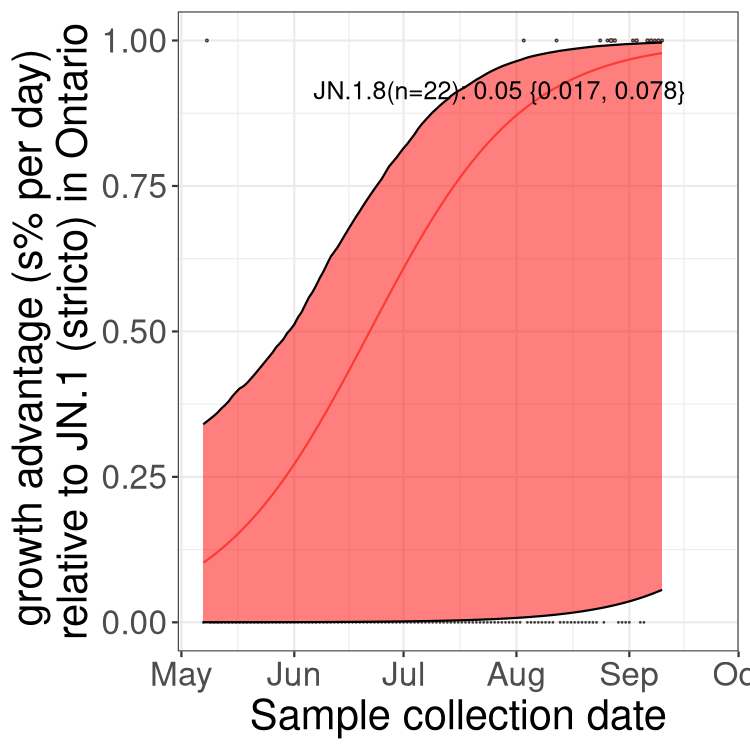 growth advantage (s% per day)
relative to JN.1 (stricto) in Ontario
1.00
0.75
0.50
0.25
0.00
JN.1.8(n=22): 0.05 {0.017, 0.078}
May Jun Jul Aug Sep Oc
Sample collection date